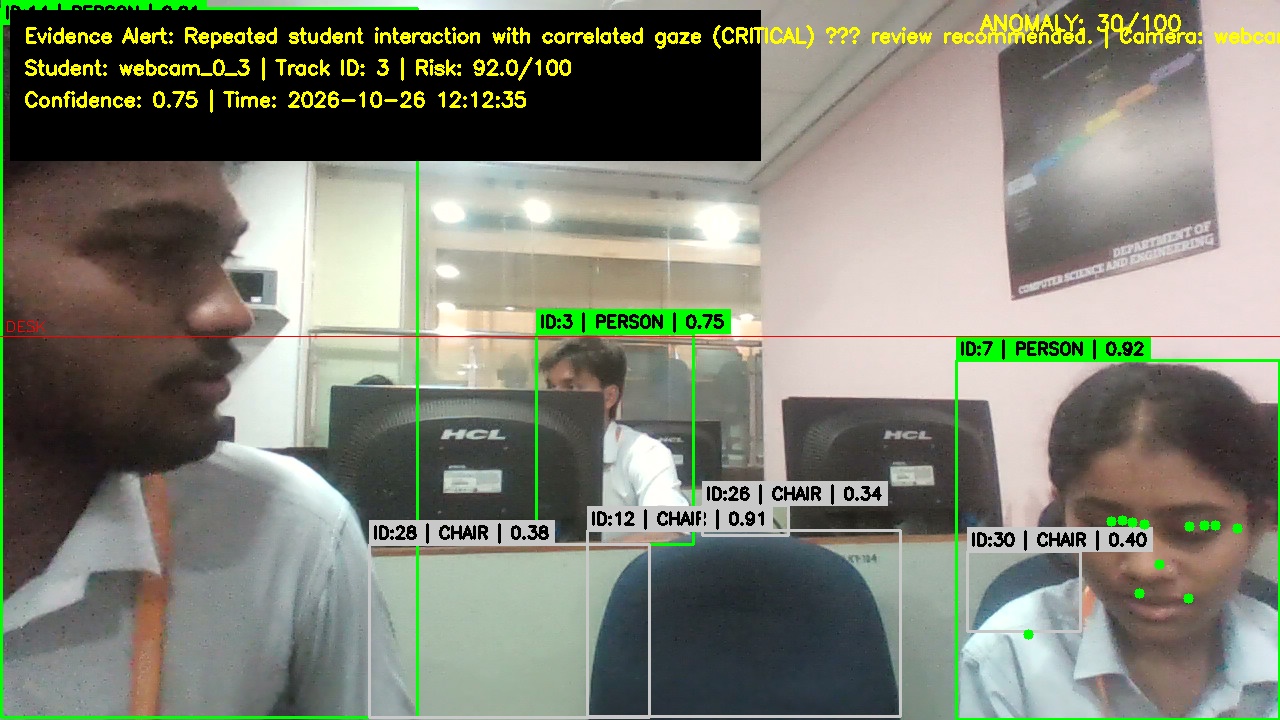 ANOMALY: 30/100
Evidence Alert: Repeated student interaction with correlated gaze (CRITICAL) ??? review recommended. | Camera: webcam
Student: webcam_0_3 | Track ID: 3 | Risk: 92.0/100
Confidence: 0.75 | Time: 2026-10-26 12:12:35
DESK
ID:3 | PERSON | 0.75
ID:7 | PERSON | 0.92
HCL
HCL
HCL
ID:26 | CHAIR | 0.34
ID:12 | CHAIR | 0.91
ID:28 | CHAIR | 0.38
ID:30 | CHAIR | 0.40
DEPARTMENT OF
COMPUTER SCIENCE AND ENGINEERING